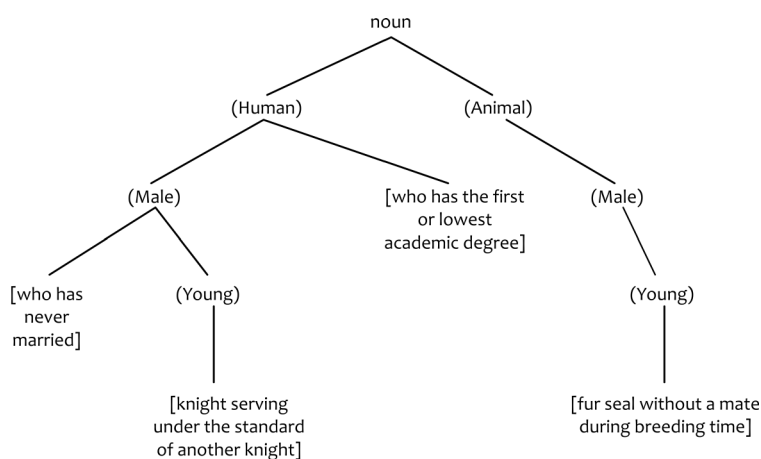 noun
(Human)
(Animal)
(Male)
[who has the first
or lowest
academic degree]
(Male)
[who has
never
married]
(Young)
(Young)
[knight serving
under the standard
of another knight]
[fur seal without a mate
during breeding time]